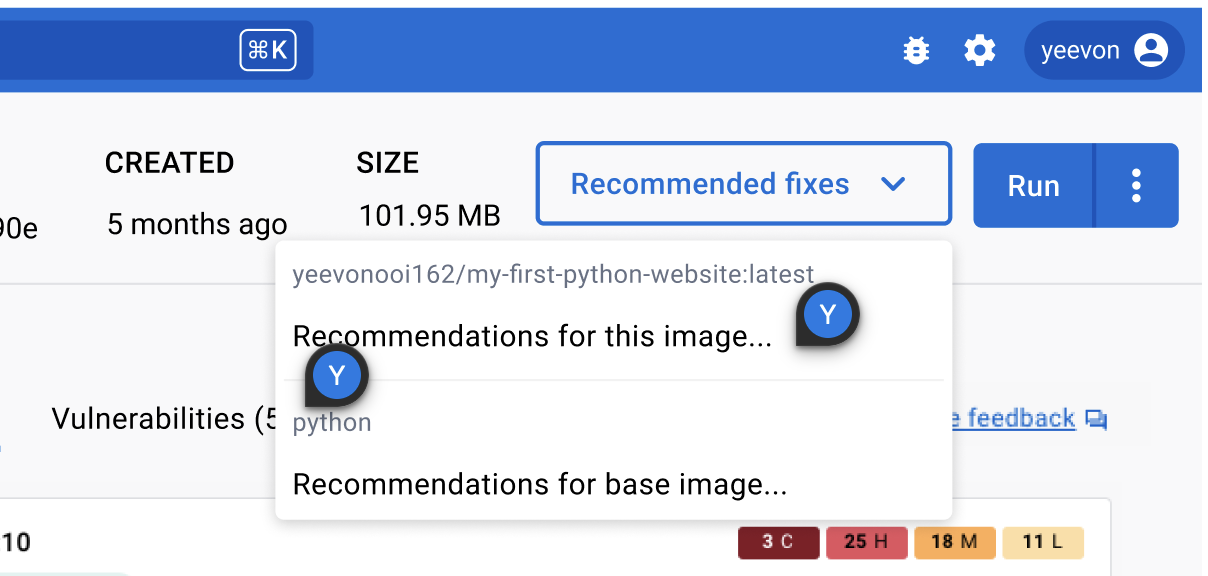 ⌘K
yeevon
CREATED
SIZE
Recommended fixes
Run
90e
5 months ago
101.95 MB
yeevonooi162/my-first-python-website:latest
Y
Recommendations for this image...
Y
Vulnerabilities (5
python
feedback
Recommendations for base image...
10
3 C
25 H
18 M
11 L